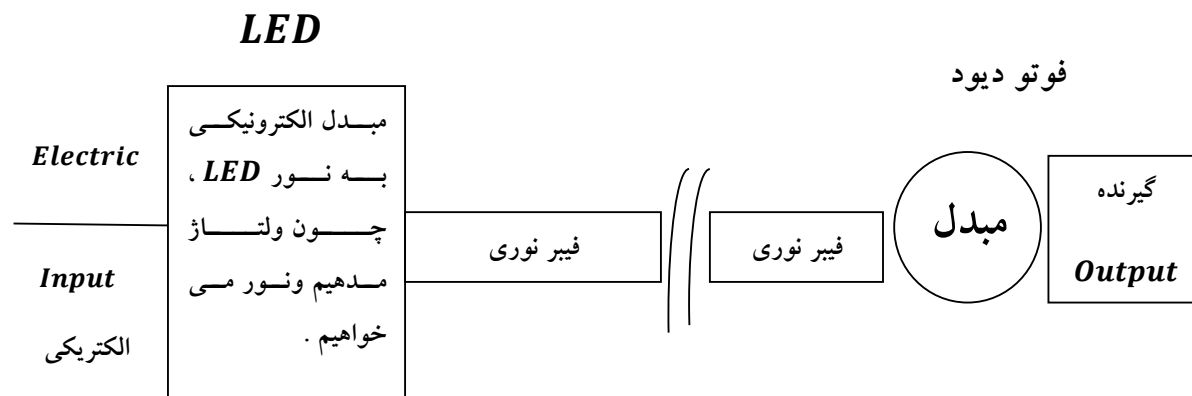 LED
فوتو دیود
Electric
Input
الکتریکی
مبدل الکترونیکی
به نور LED ،
چون ولتاژ
مدهیم ونور می
خواهیم .
فیبر نوری
فیبر نوری
مبدل
گیرنده
Output